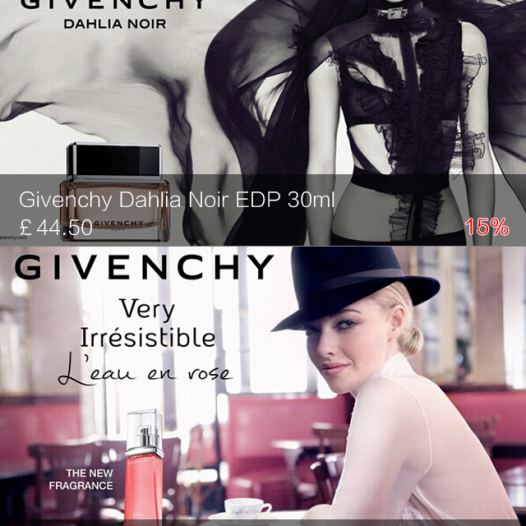 GIVENCHY
DAHLIA NOIR
GIVENCHY
Givenchy Dahlia Noir EDP 30ml
£44.50
15%
GIVENCHY
Very
Irrésistible
L'eau en rose
THE NEW
FRAGRANCE